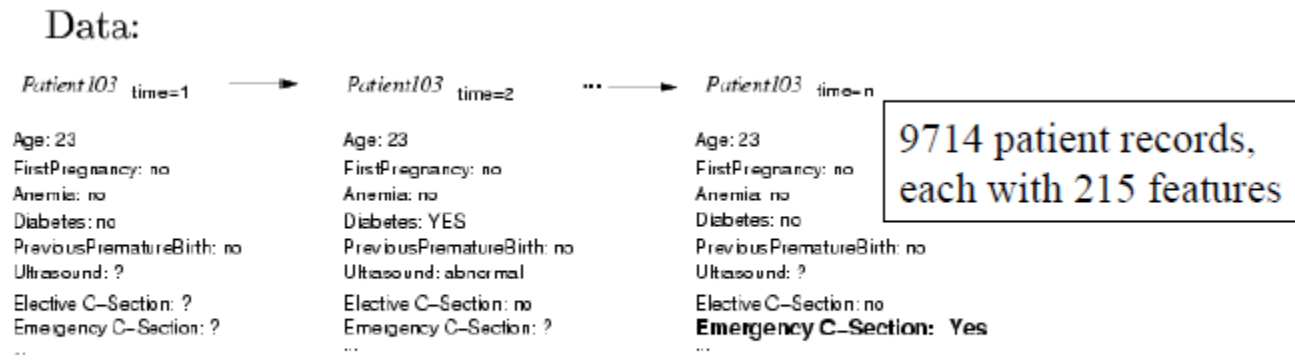 Data:
Patient103 time=1
Age: 23
FirstPregnancy: no
Anemia: no
Diabetes: no
PreviousPrematureBirth: no
Ultrasound: ?
Elective C–Section: ?
Emergency C–Section: ?
...
Patient103 time=2
Age: 23
FirstPregnancy: no
Anemia: no
Diabetes: YES
PreviousPrematureBirth: no
Ultrasound: abnormal
Elective C–Section: no
Emergency C–Section: ?
...
...
Patient103 time=n
Age: 23
FirstPregnancy: no
Anemia: no
Diabetes: no
PreviousPrematureBirth: no
Ultrasound: ?
Elective C–Section: no
Emergency C–Section: Yes
...
9714 patient records,
each with 215 features